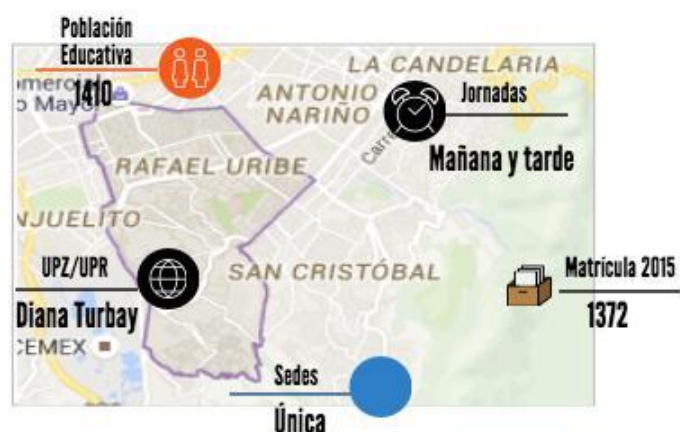 Población
Educativa
1410
LA CANDELARIA
ANTONIO
NARIÑO
Jornadas
Mañana y tarde
o Mayo
RAFAEL URIBE
NJUELITO
UPZ/UPR
Diana Turbay
SAN CRISTÓBAL
Matrícula 2015
1372
CEMEX
Sedes
Única